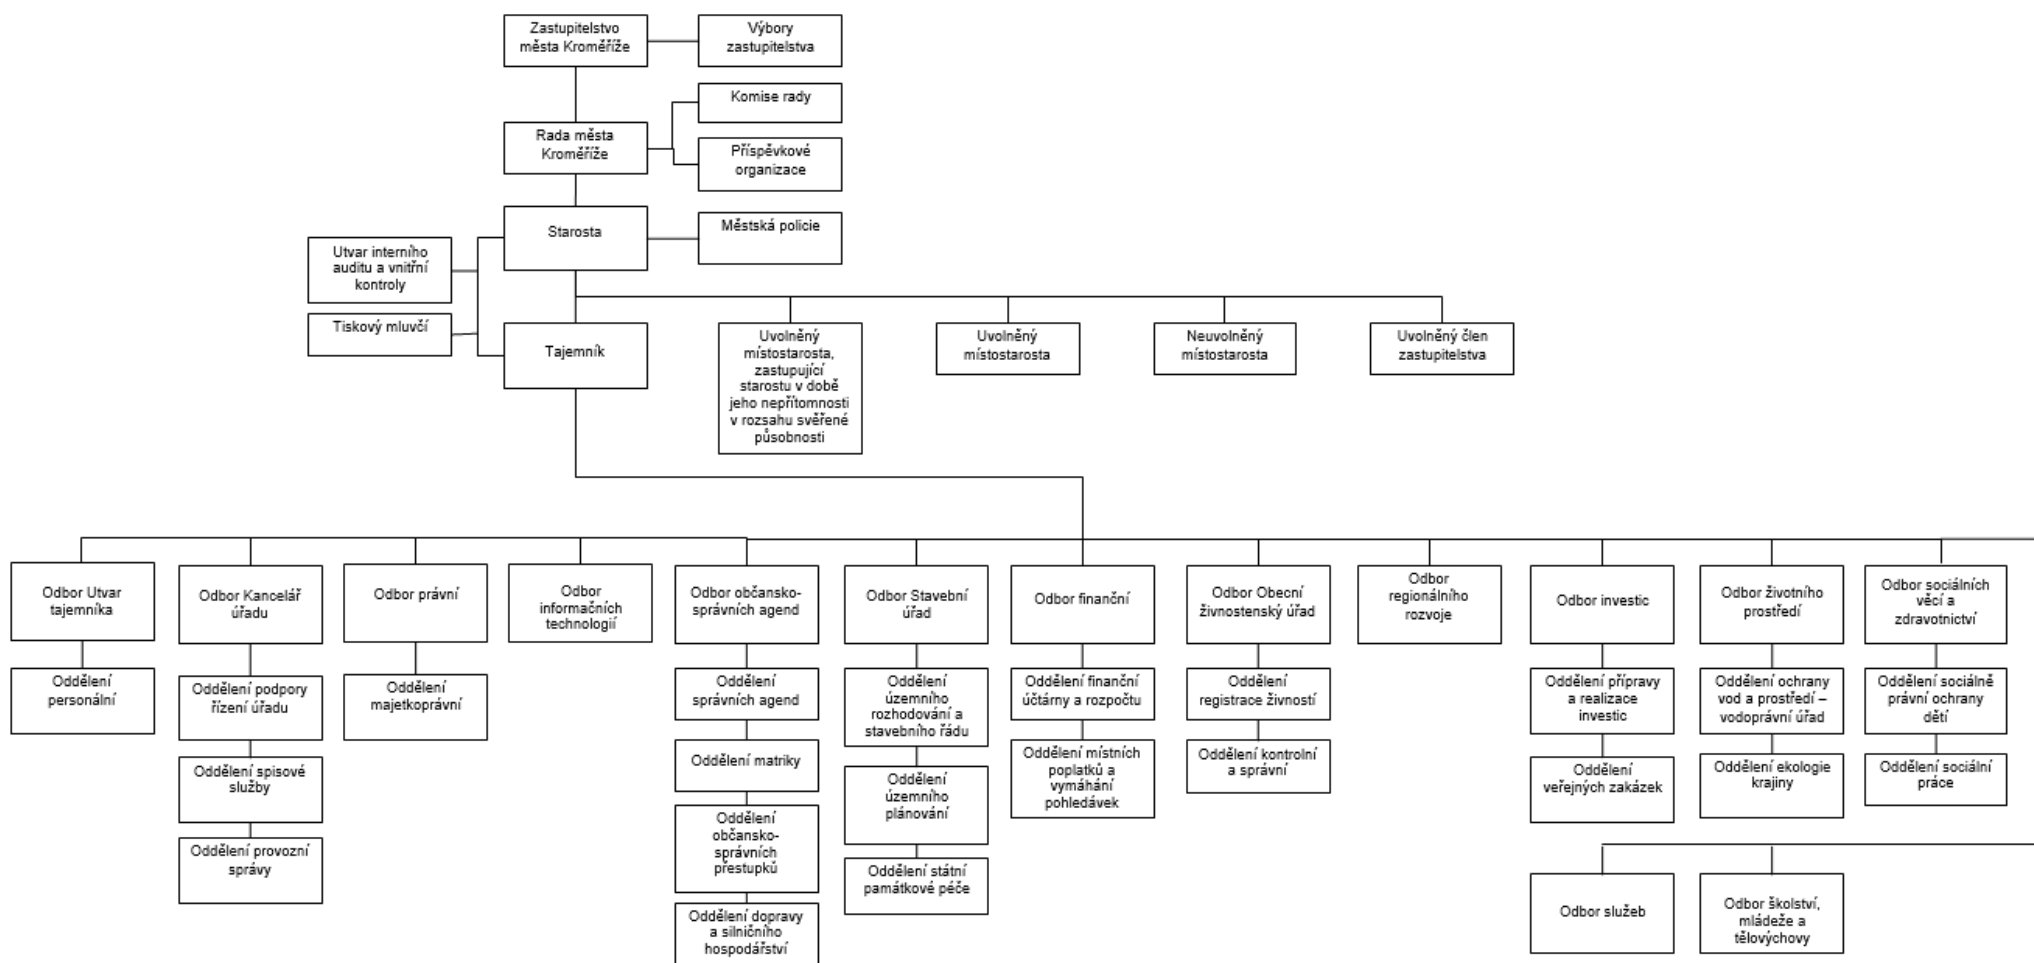 Zastupitelstvo
města Kroměříže
Výbory
zastupitelstva
Komise rady
Rada města
Kroměříže
Příspěvkové
organizace
Starosta
Městská policie
Utvar interního
auditu a vnitřní
kontroly
Tiskový mluvčí
Tajemník
Uvolněný
místostarosta,
zastupující
starostu v době
jeho nepřítomnosti
v rozsahu svěřené
působnosti
Uvolněný
místostarosta
Neuvolněný
místostarosta
Uvolněný člen
zastupitelstva
Odbor Utvar
tajemníka
Odbor Kancelář
úřadu
Odbor právní
Odbor
informačních
technologií
Odbor občansko-
správních agend
Odbor Stavební
úřad
Odbor finanční
Odbor Obecní
živnostenský úřad
Odbor
regionálního
rozvoje
Odbor investic
Odbor životního
prostředí
Odbor sociálních
věcí a
zdravotnictví
Oddělení
personální
Oddělení podpory
řízení úřadu
Oddělení
majetkoprávní
Oddělení
správních agend
Oddělení
územního
rozhodování a
stavebního řádu
Oddělení finanční
účtárny a rozpočtu
Oddělení
registrace živností
Oddělení přípravy
a realizace
investic
Oddělení ochrany
vod a prostředí –
vodoprávní úřad
Oddělení sociálně
právní ochrany
dětí
Oddělení spisové
služby
Oddělení matriky
Oddělení
územního
plánování
Oddělení místních
poplatků a
vymáhání
pohledávek
Oddělení kontrolní
a správní
Oddělení
veřejných zakázek
Oddělení ekologie
krajiny
Oddělení sociální
práce
Oddělení provozní
správy
Oddělení
občansko-
správních
přestupků
Oddělení státní
památkové péče
Oddělení dopravy
a silničního
hospodářství
Odbor služeb
Odbor školství,
mládeže a
tělovýchovy